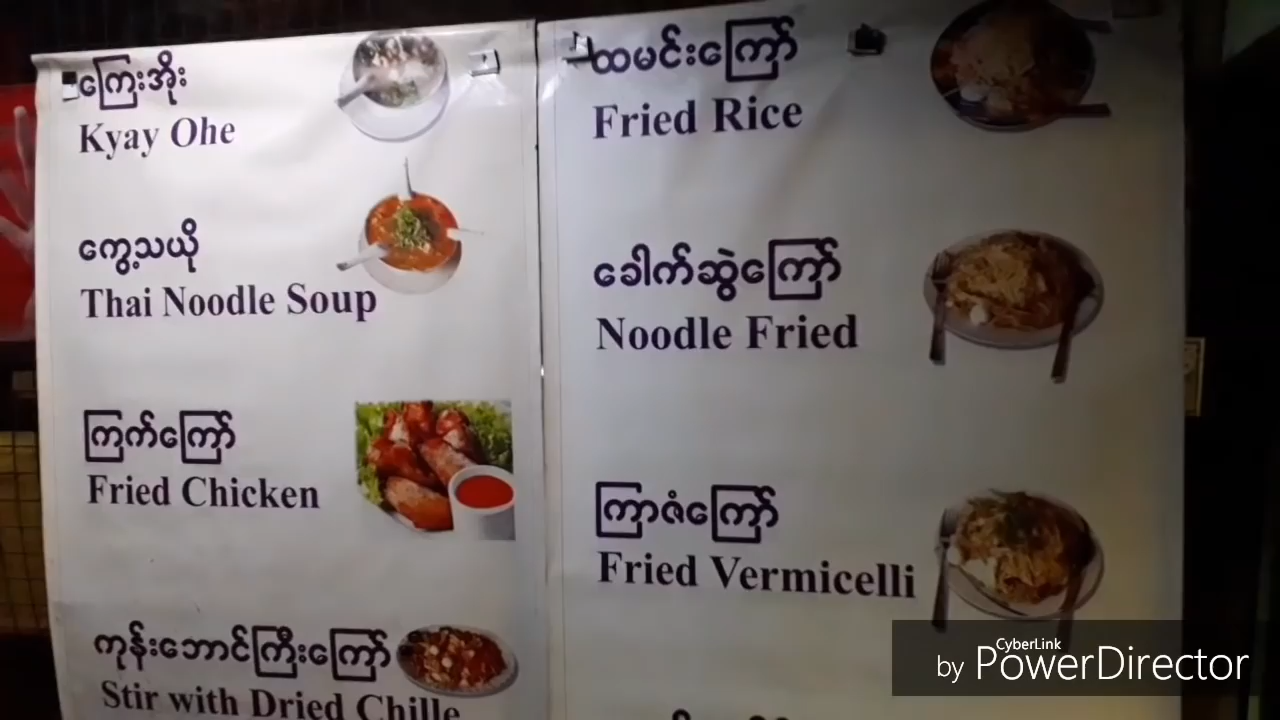 ကြေးအိုး
Kyay Ohe
ကွေ့သယို
Thai Noodle Soup
ကြက်ကြော်
Fried Chicken
ကုန်းဘောင်ကြီးကြော်
Stir with Dried Chille
ထမင်းကြော်
Fried Rice
ခေါက်ဆွဲကြော်
Noodle Fried
ကြာဇံကြော်
Fried Vermicelli
CyberLink
by PowerDirector